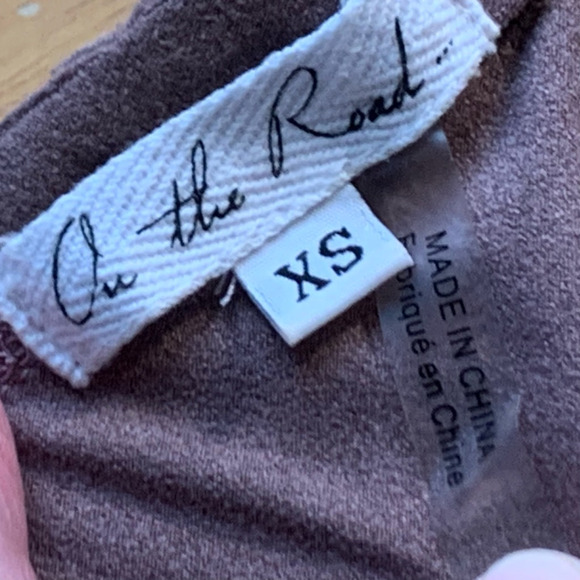 On the Road...
XS
MADE IN CHINA
Fabriqué en Chine